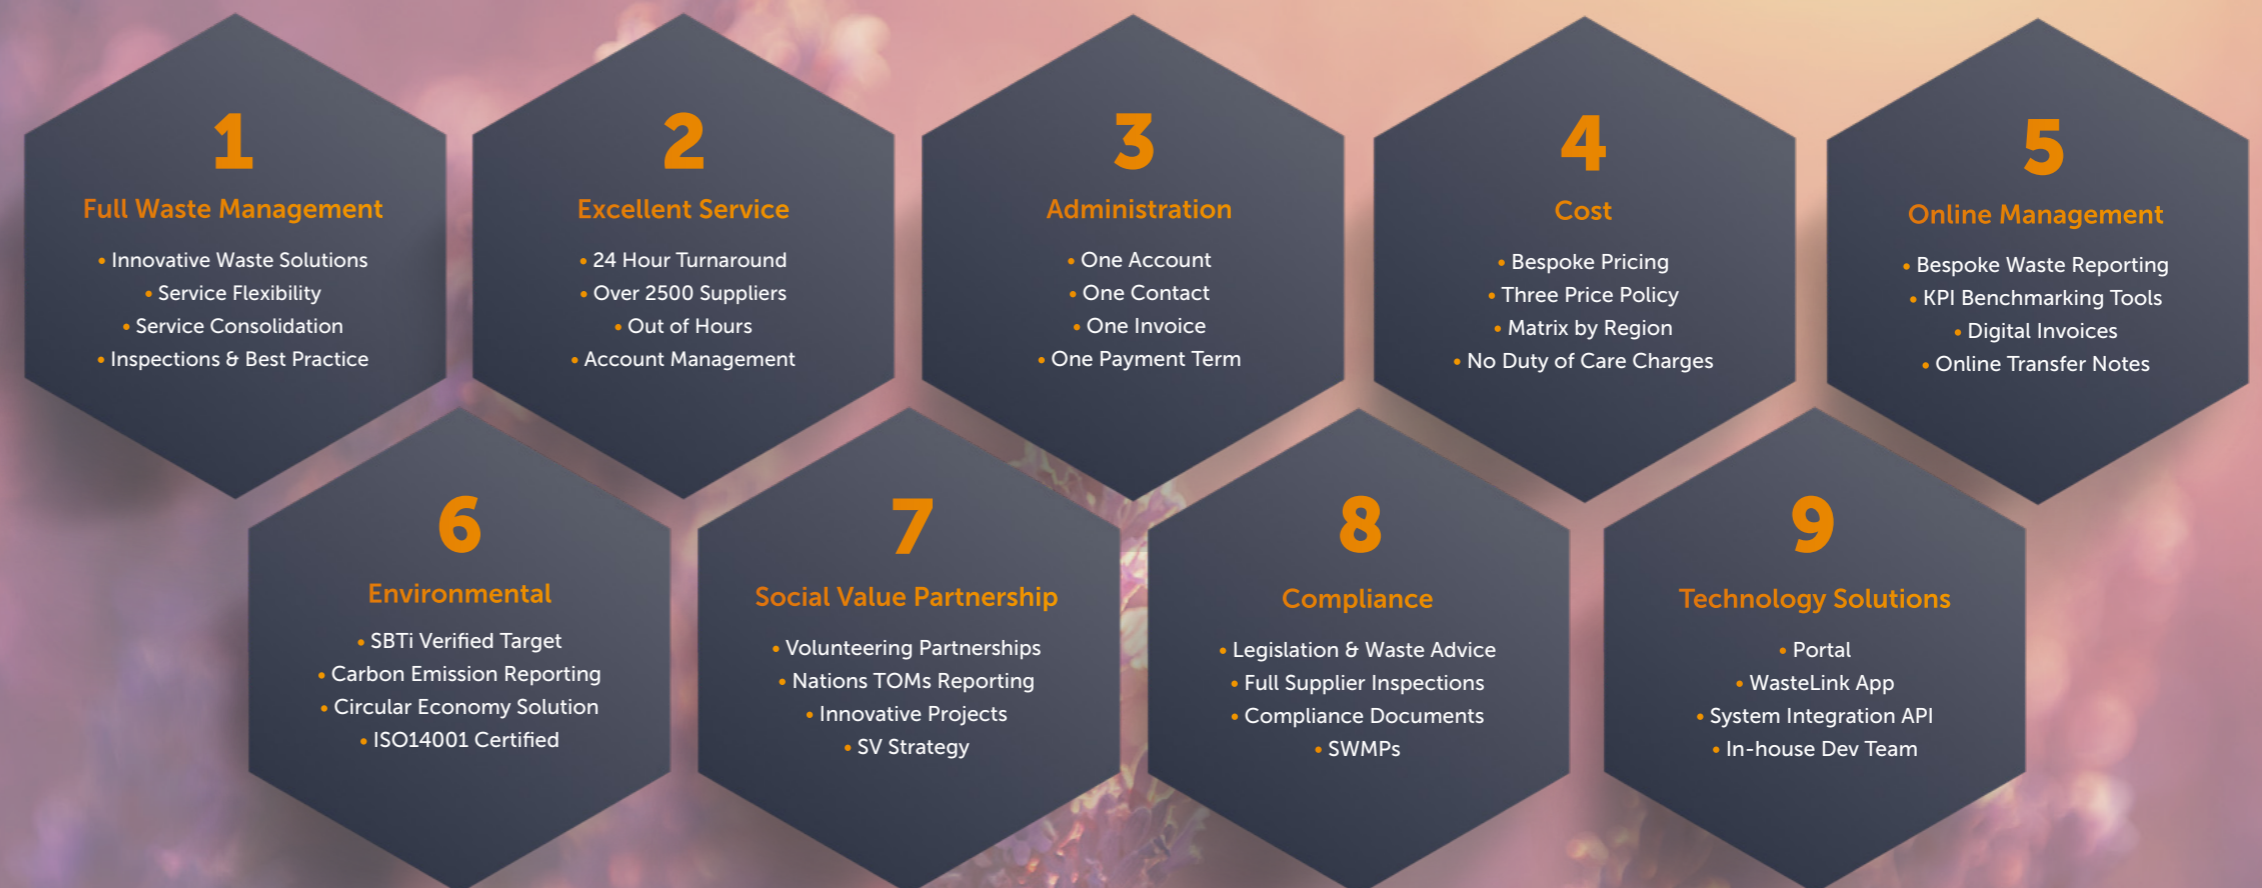 1
Full Waste Management
• Innovative Waste Solutions
• Service Flexibility
• Service Consolidation
• Inspections & Best Practice
2
Excellent Service
• 24 Hour Turnaround
• Over 2500 Suppliers
• Out of Hours
• Account Management
3
Administration
• One Account
• One Contact
• One Invoice
• One Payment Term
4
Cost
• Bespoke Pricing
• Three Price Policy
• Matrix by Region
• No Duty of Care Charges
5
Online Management
• Bespoke Waste Reporting
• KPI Benchmarking Tools
• Digital Invoices
• Online Transfer Notes
6
Environmental
• SBTi Verified Target
• Carbon Emission Reporting
• Circular Economy Solution
• ISO14001 Certified
7
Social Value Partnership
• Volunteering Partnerships
• Nations TOMs Reporting
• Innovative Projects
• SV Strategy
8
Compliance
• Legislation & Waste Advice
• Full Supplier Inspections
• Compliance Documents
• SWMPs
9
Technology Solutions
• Portal
• WasteLink App
• System Integration API
• In-house Dev Team